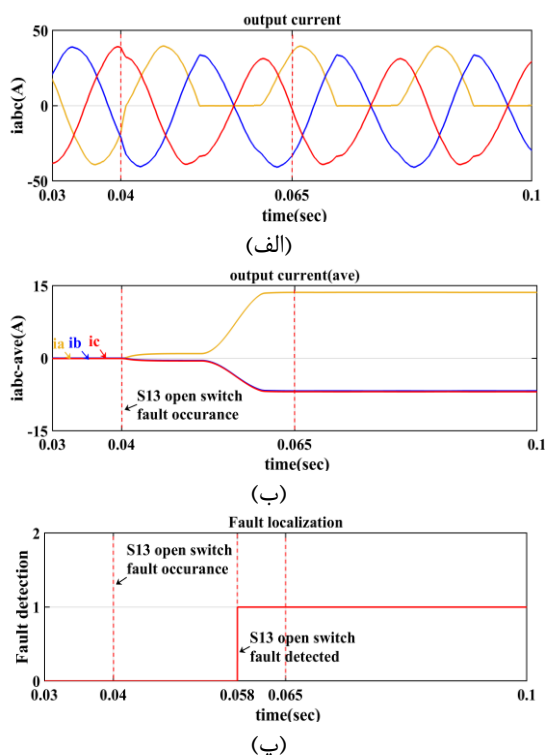 output current
50
0
-50
iabc(A)
0.03 0.04 0.065 0.1
time(sec)
(الف)
output current(ave)
15
0
-15
iabc-ave(A)
ia ib ic
S13 open switch
fault occurance
0.03 0.04 0.065 0.1
time(sec)
(ب)
Fault localization
2
1
0
Fault detection
S13 open switch
fault occurance
S13 open switch
fault detected
0.03 0.04 0.058 0.065 0.1
time(sec)
(پ)